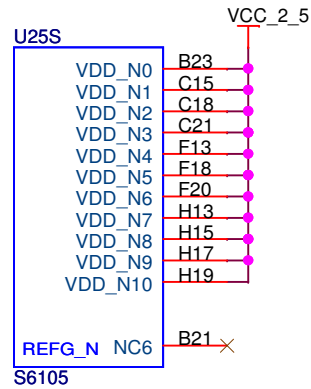 VCC_2_5
U25S
VDD_N0 B23
VDD_N1 C15
VDD_N2 C18
VDD_N3 C21
VDD_N4 F13
VDD_N5 F18
VDD_N6 F20
VDD_N7 H13
VDD_N8 H15
VDD_N9 H17
VDD_N10 H19
REFG_N NC6 B21
S6105